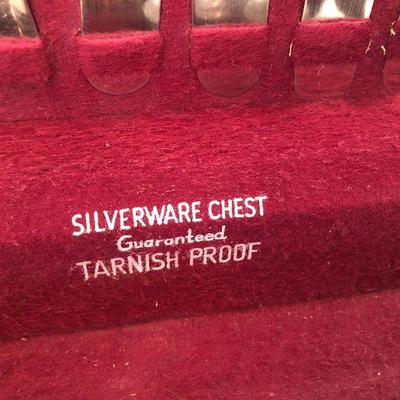 SILVERWARE CHEST
Guaranteed
TARNISH PROOF